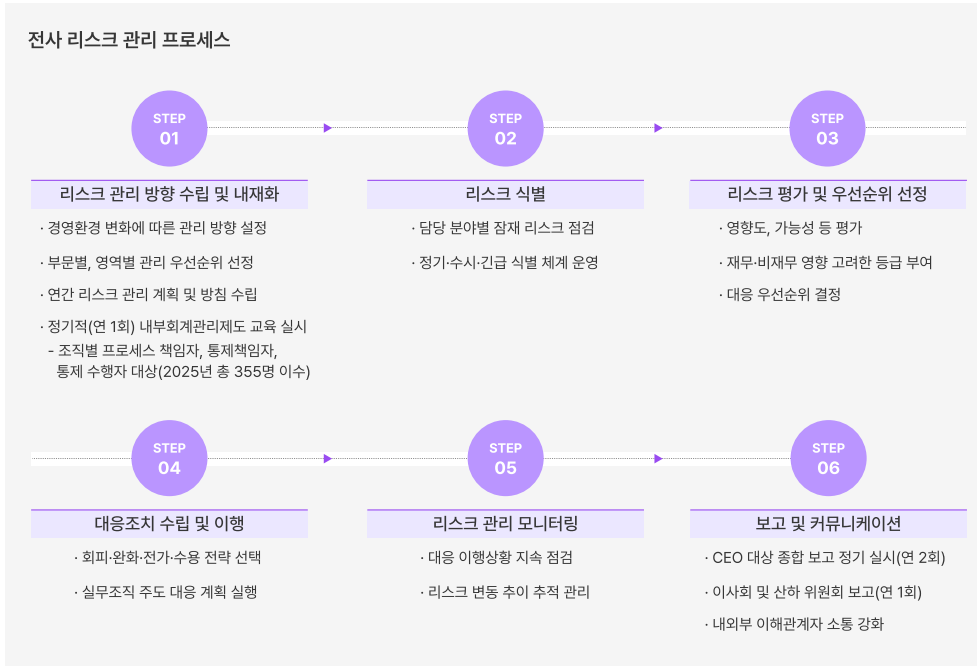 전사 리스크 관리 프로세스
STEP
01
리스크 관리 방향 수립 및 내재화
· 경영환경 변화에 따른 관리 방향 설정
· 부문별, 영역별 관리 우선순위 선정
· 연간 리스크 관리 계획 및 방침 수립
· 정기적(연 1회) 내부회계관리제도 교육 실시
- 조직별 프로세스 책임자, 통제책임자,
통제 수행자 대상(2025년 총 355명 이수)
STEP
02
리스크 식별
· 담당 분야별 잠재 리스크 점검
· 정기·수시·긴급 식별 체계 운영
STEP
03
리스크 평가 및 우선순위 선정
· 영향도, 가능성 등 평가
· 재무·비재무 영향 고려한 등급 부여
· 대응 우선순위 결정
STEP
04
대응조치 수립 및 이행
· 회피·완화·전가·수용 전략 선택
· 실무조직 주도 대응 계획 실행
STEP
05
리스크 관리 모니터링
· 대응 이행상황 지속 점검
· 리스크 변동 추이 추적 관리
STEP
06
보고 및 커뮤니케이션
· CEO 대상 종합 보고 정기 실시(연 2회)
· 이사회 및 산하 위원회 보고(연 1회)
· 내외부 이해관계자 소통 강화